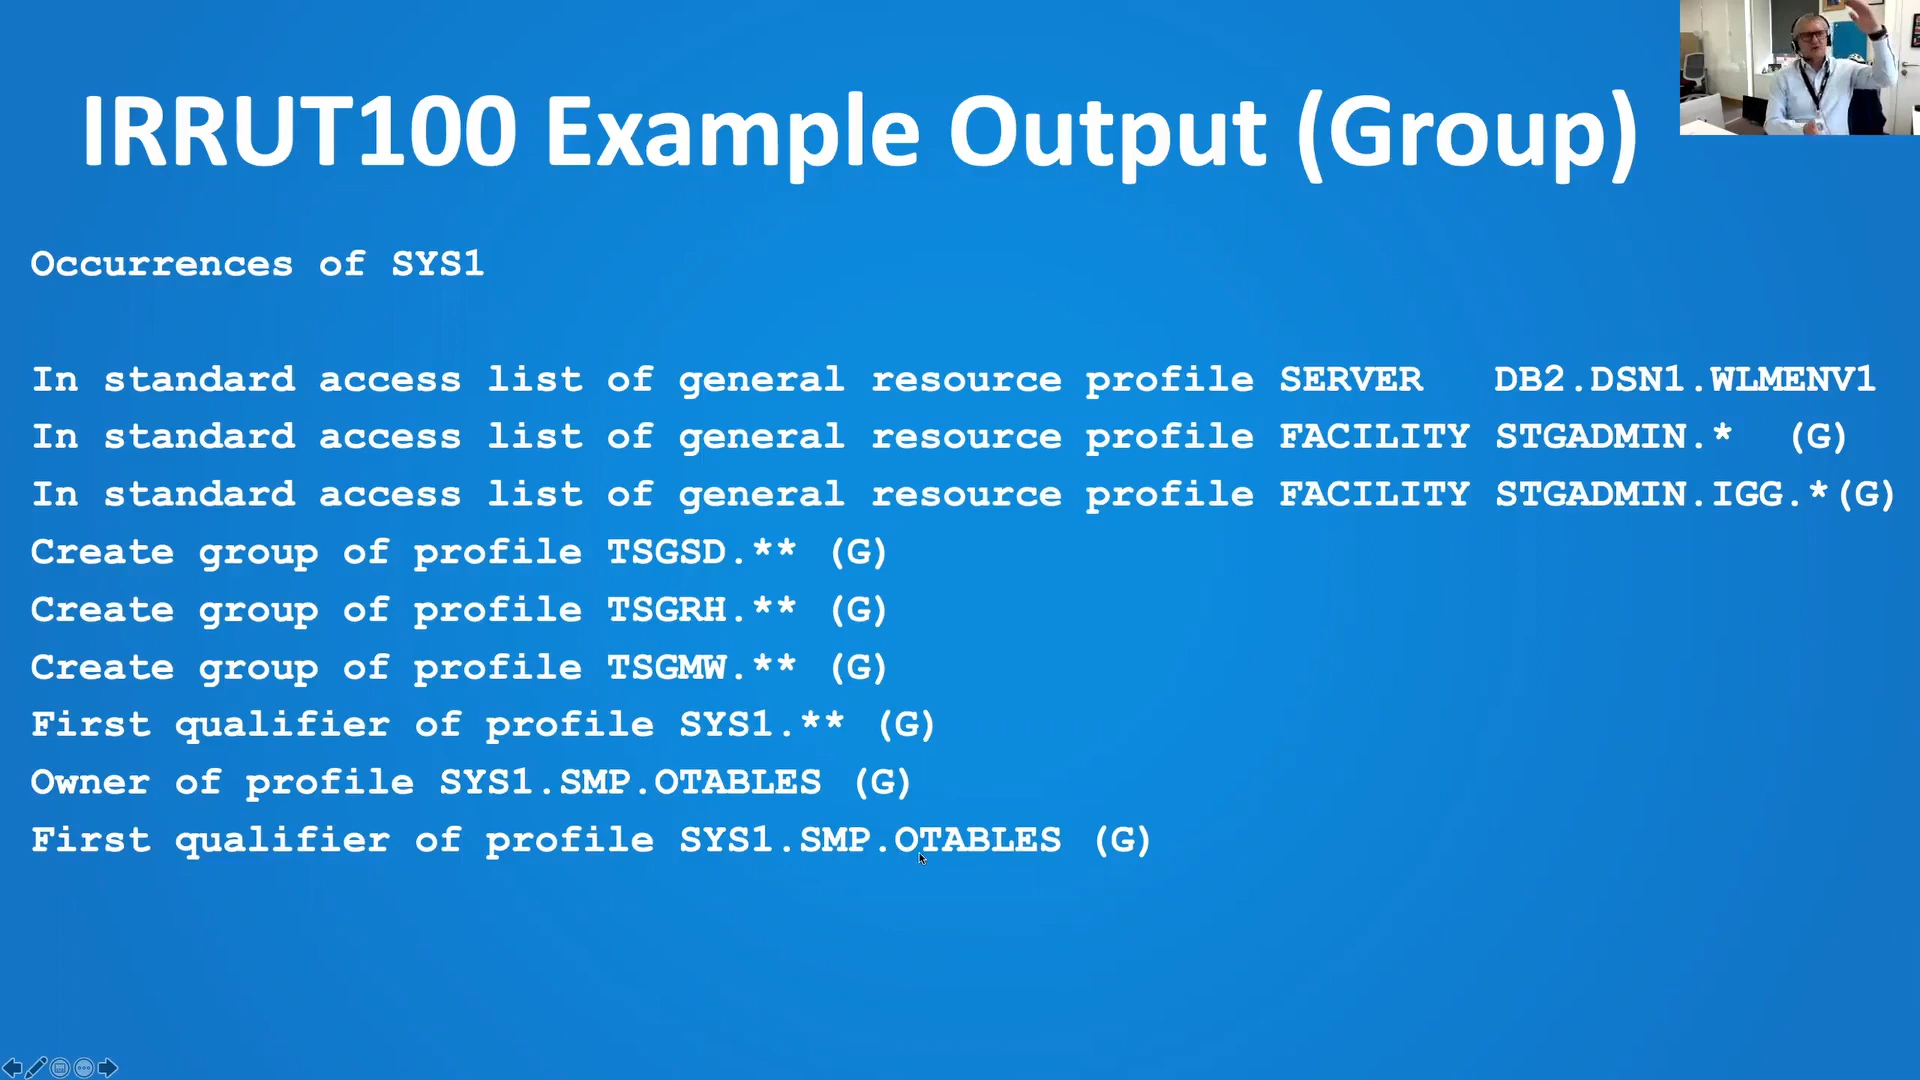 IRRUT100 Example Output (Group)
Occurrences of SYS1
In standard access list of general resource profile SERVER   DB2.DSN1.WLMENV1
In standard access list of general resource profile FACILITY STGADMIN.*  (G)
In standard access list of general resource profile FACILITY STGADMIN.IGG.*(G)
Create group of profile TSGSD.** (G)
Create group of profile TSGRH.** (G)
Create group of profile TSGMW.** (G)
First qualifier of profile SYS1.** (G)
Owner of profile SYS1.SMP.OTABLES (G)
First qualifier of profile SYS1.SMP.OTABLES (G)